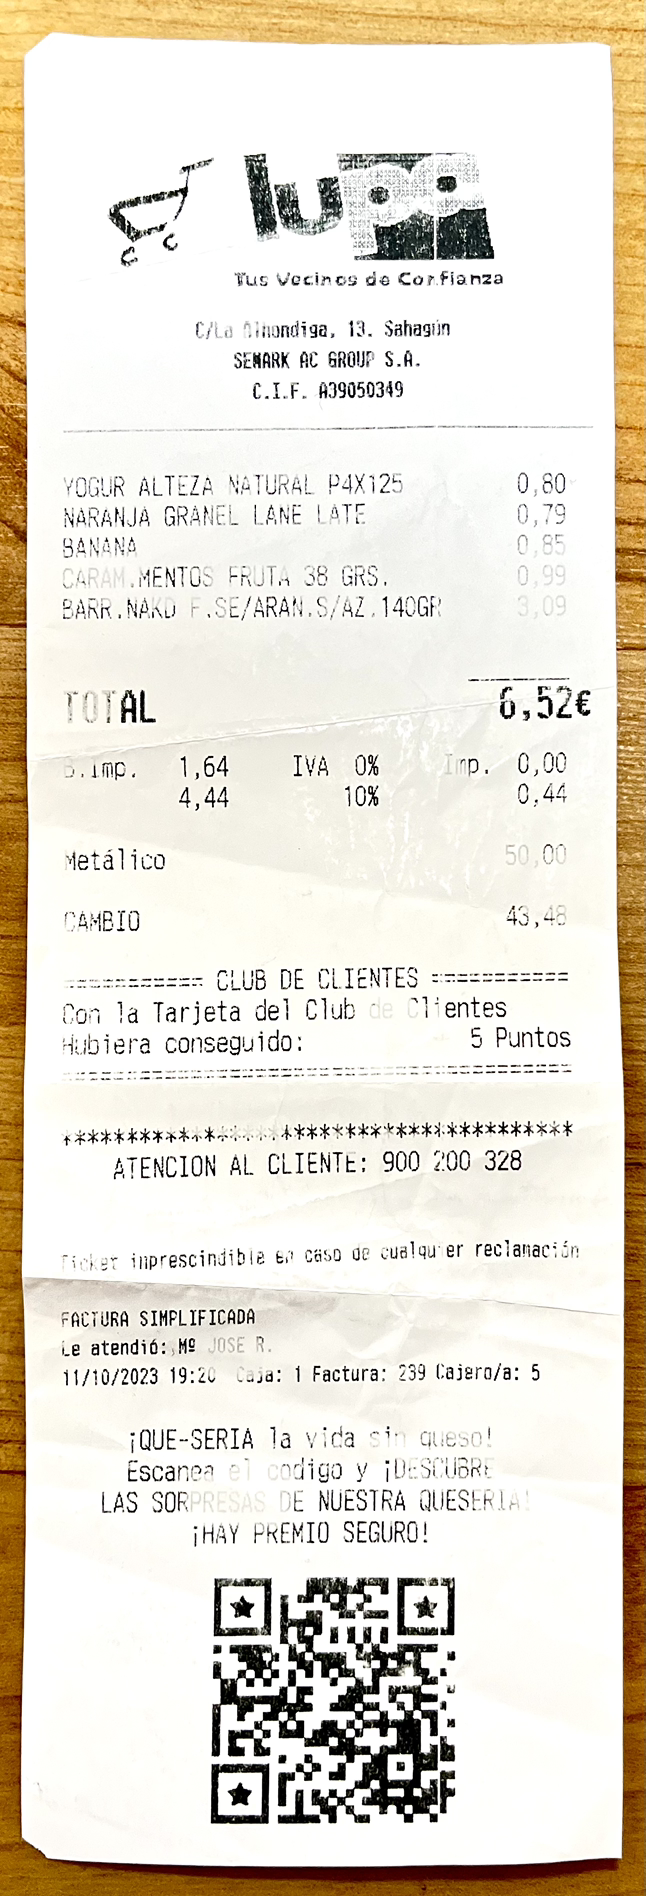 lupa
Tus Vecinos de Confianza
C/La Alhondiga, 13. Sahagún
SEMARK AC GROUP S.A.
C.I.F. A39050349
YOGUR ALTEZA NATURAL P4X125 0,80
NARANJA GRANEL LANE LATE 0,79
BANANA 0,85
CARAM.MENTOS FRUTA 38 GRS. 0,99
BARR.NAKD F.SE/ARAN.S/AZ.140GR 3,09
TOTAL 6,52€
B.Imp. 1,64 IVA 0% Imp. 0,00
4,44 10% 0,44
Metálico 50,00
CAMBIO 43,48
=========== CLUB DE CLIENTES ===========
Con la Tarjeta del Club de Clientes
Hubiera conseguido: 5 Puntos
========================================
****************************************
ATENCION AL CLIENTE: 900 200 328
Ticket inprescindible en caso de cualquier reclamación
FACTURA SIMPLIFICADA
Le atendió: Mº JOSE R.
11/10/2023 19:20 Caja: 1 Factura: 239 Cajero/a: 5
¡QUE-SERIA la vida sin queso!
Escanea el codigo y ¡DESCUBRE
LAS SORPRESAS DE NUESTRA QUESERIA!
¡HAY PREMIO SEGURO!